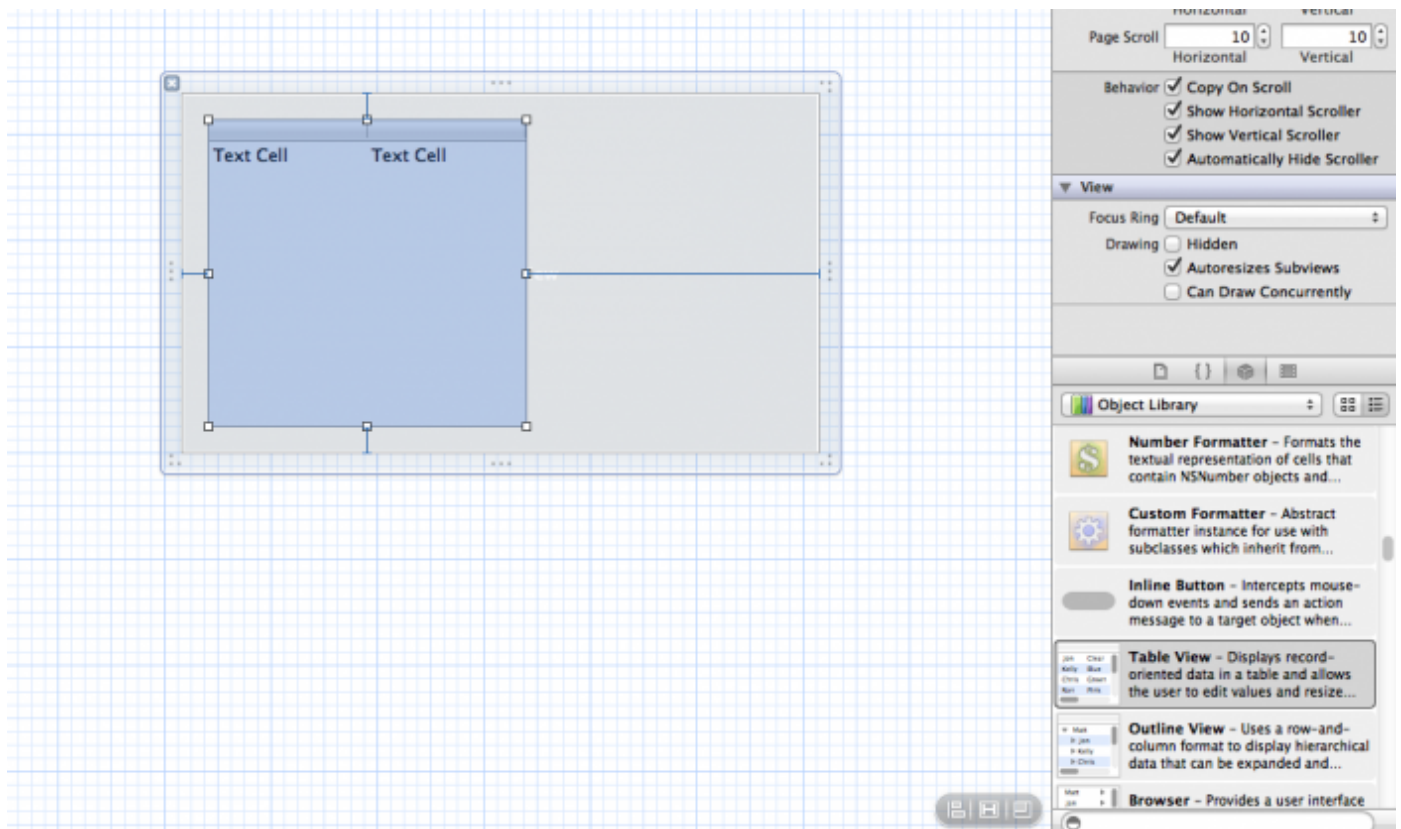 Horizontal Vertical
Page Scroll 10 10
Horizontal Vertical
Behavior Copy On Scroll
Show Horizontal Scroller
Show Vertical Scroller
Automatically Hide Scroller
View
Focus Ring Default
Drawing Hidden
Autoresizes Subviews
Can Draw Concurrently
Text Cell Text Cell
{}
Object Library
Number Formatter – Formats the
textual representation of cells that
contain NSNumber objects and...
Custom Formatter – Abstract
formatter instance for use with
subclasses which inherit from...
Inline Button – Intercepts mouse-
down events and sends an action
message to a target object when...
Table View – Displays record-
oriented data in a table and allows
the user to edit values and resize...
Outline View – Uses a row-and-
column format to display hierarchical
data that can be expanded and...
Browser – Provides a user interface